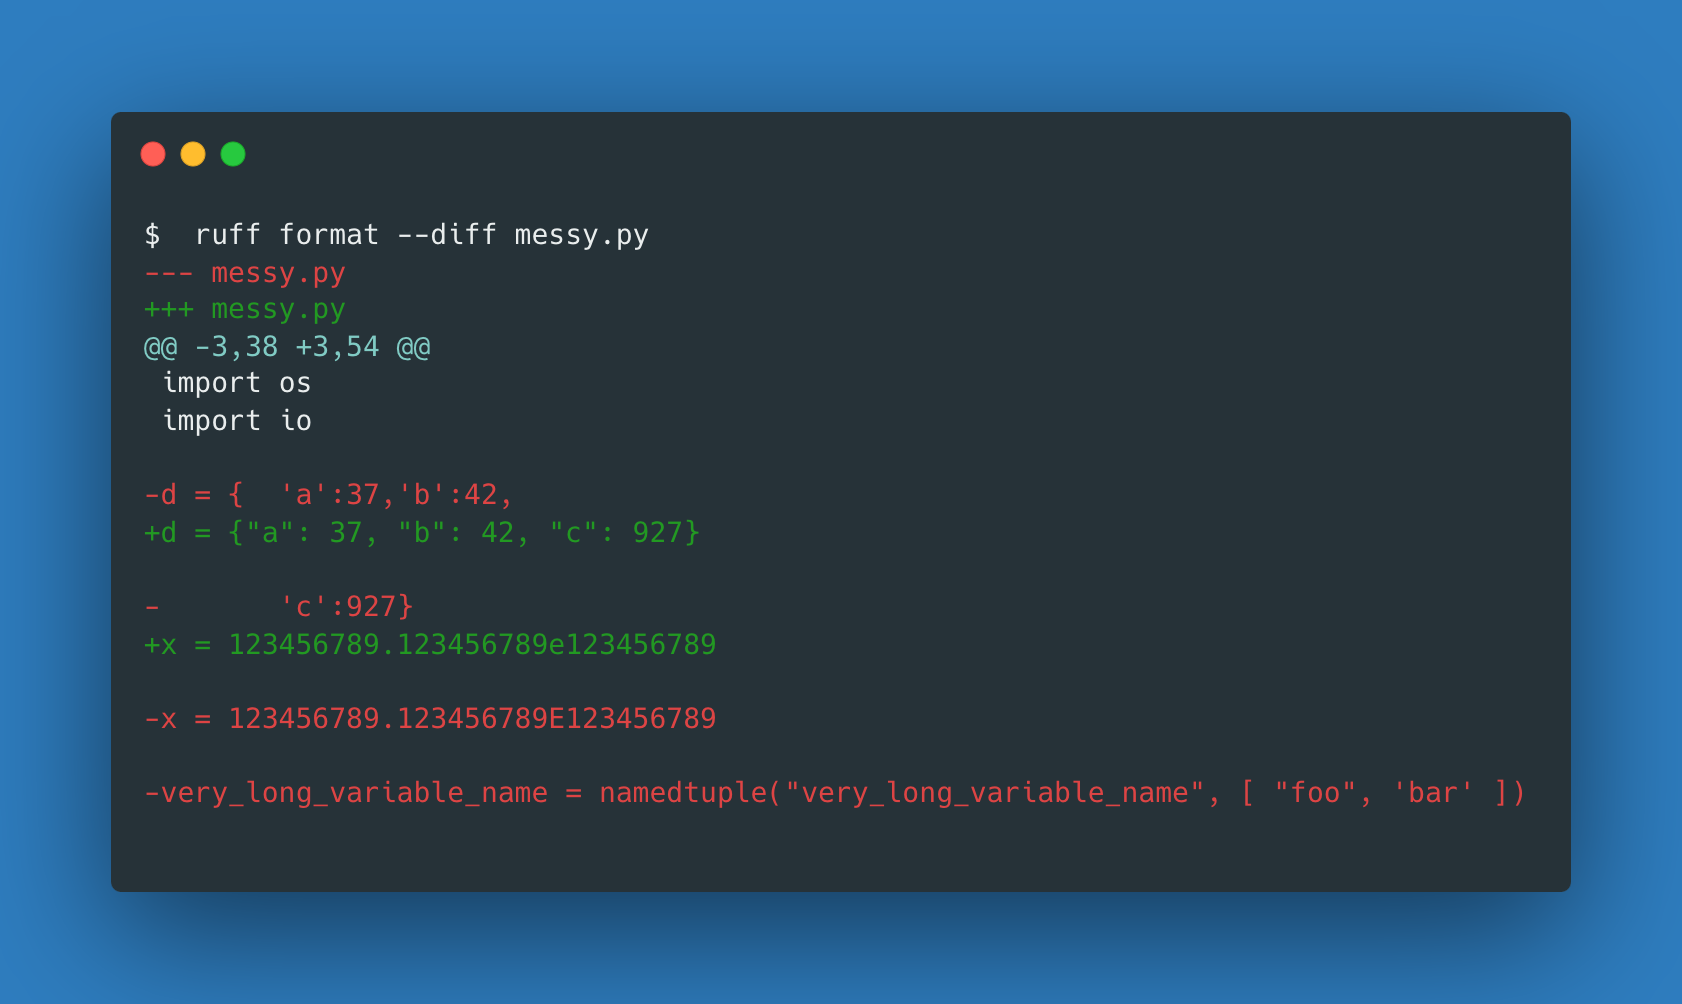 $  ruff format --diff messy.py
--- messy.py
+++ messy.py
@@ -3,38 +3,54 @@
 import os
 import io

-d = {  'a':37,'b':42,
+d = {"a": 37, "b": 42, "c": 927}

-       'c':927}
+x = 123456789.123456789e123456789

-x = 123456789.123456789E123456789

-very_long_variable_name = namedtuple("very_long_variable_name", [ "foo", 'bar' ])